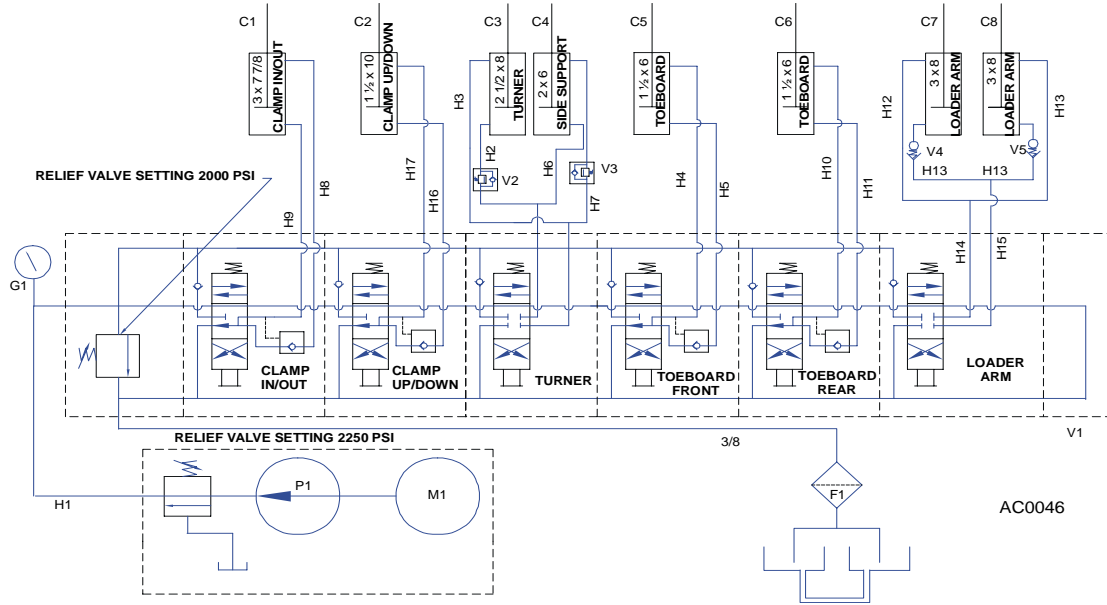 C1
C2
C3
C4
C5
C6
C7
C8
3 x 7 7/8
CLAMP IN/OUT
1 ½ x 10
CLAMP UP/DOWN
2 1/2 x 8
TURNER
2 x 6
SIDE SUPPORT
1 ½ x 6
TOEBOARD
1 ½ x 6
TOEBOARD
3 x 8
LOADER ARM
3 x 8
LOADER ARM
H3
H12
H13
H2
H6
V4
V5
RELIEF VALVE SETTING 2000 PSI
H8
H17
V2
V3
H4
H5
H10
H11
H13
H13
H9
H16
H7
H14
H15
G1
CLAMP
IN/OUT
CLAMP
UP/DOWN
TURNER
TOEBOARD
FRONT
TOEBOARD
REAR
LOADER
ARM
RELIEF VALVE SETTING 2250 PSI
3/8
V1
H1
P1
M1
F1
AC0046